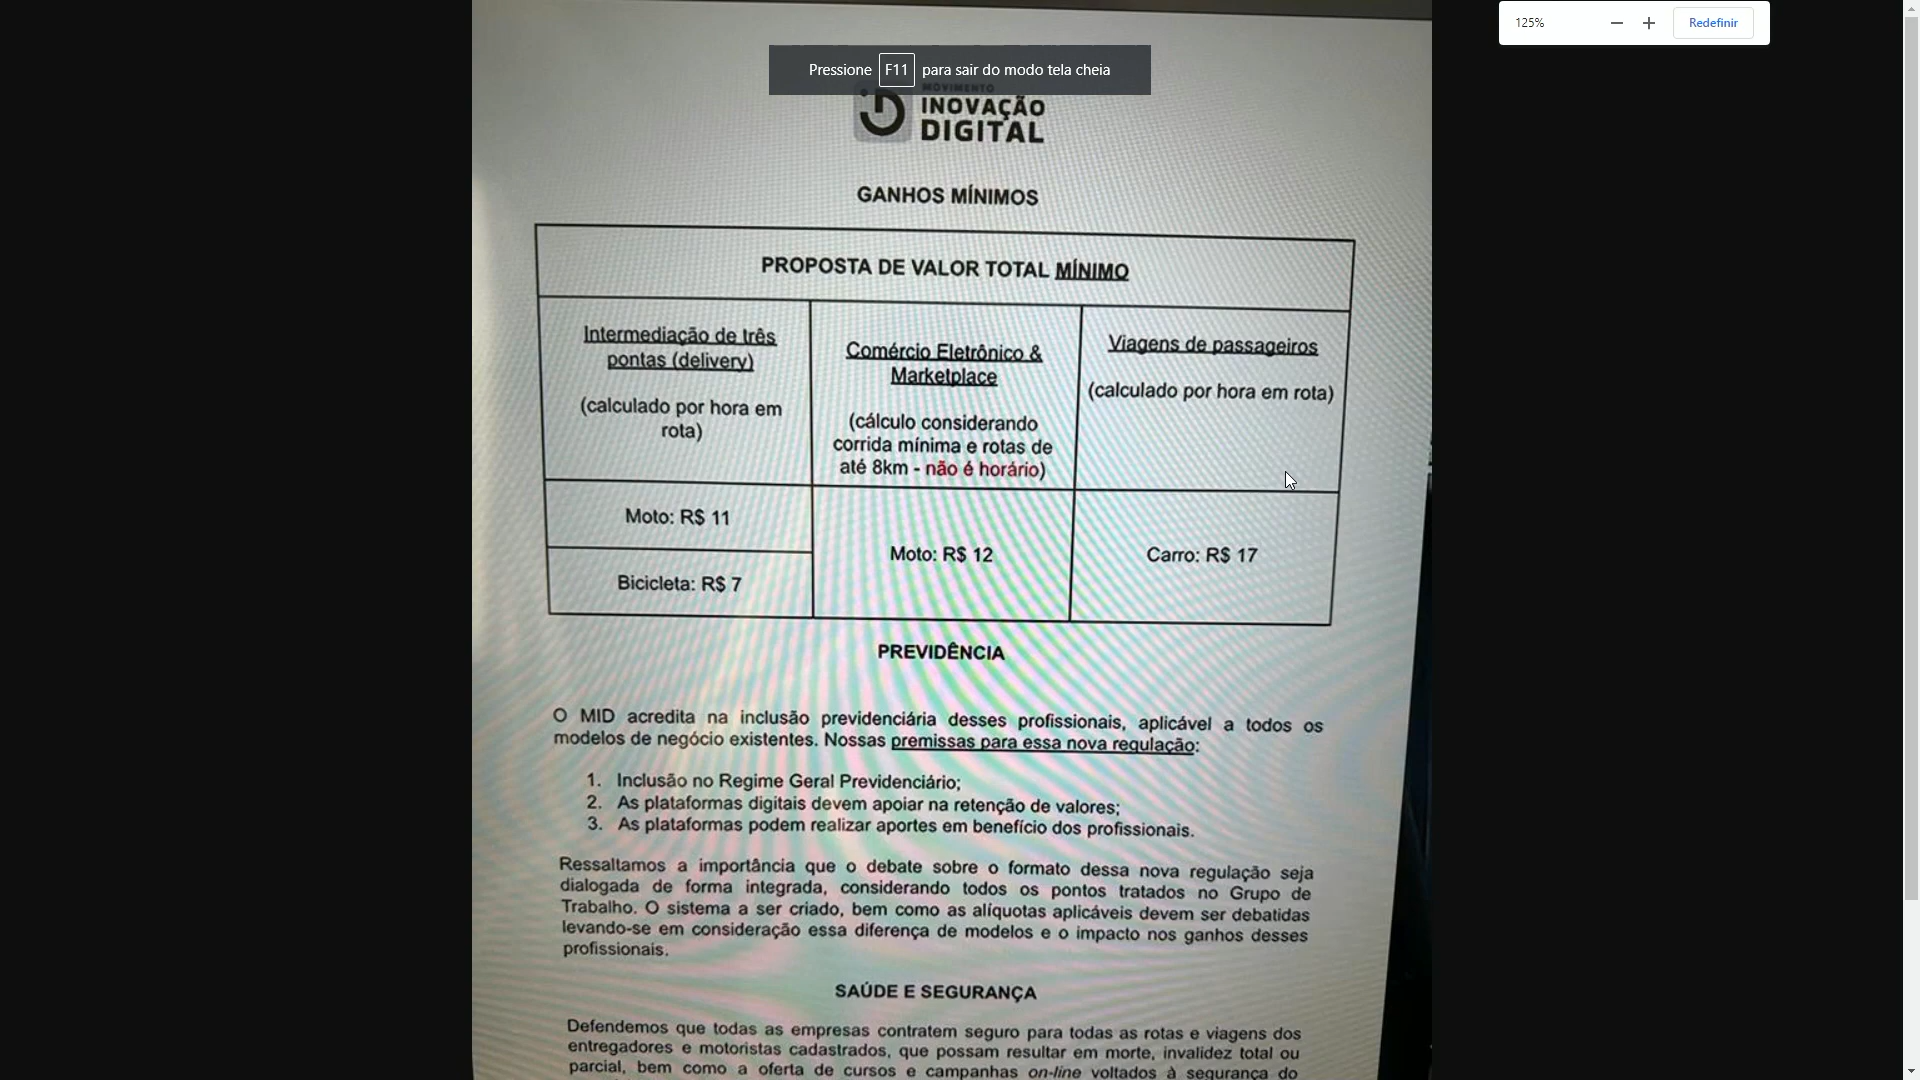 125%
Redefinir
Pressione F11 para sair do modo tela cheia
MOVIMENTO
INOVAÇÃO
DIGITAL
GANHOS MÍNIMOS
PROPOSTA DE VALOR TOTAL MÍNIMO
Intermediação de três
pontas (delivery)
(calculado por hora em
rota)
Comércio Eletrônico &
Marketplace
(cálculo considerando
corrida mínima e rotas de
até 8km - não é horário)
Viagens de passageiros
(calculado por hora em rota)
Moto: R$ 11
Bicicleta: R$ 7
Moto: R$ 12
Carro: R$ 17
PREVIDÊNCIA
O MID acredita na inclusão previdenciária desses profissionais, aplicável a todos os
modelos de negócio existentes. Nossas premissas para essa nova regulação:
1. Inclusão no Regime Geral Previdenciário;
2. As plataformas digitais devem apoiar na retenção de valores;
3. As plataformas podem realizar aportes em benefício dos profissionais.
Ressaltamos a importância que o debate sobre o formato dessa nova regulação seja
dialogada de forma integrada, considerando todos os pontos tratados no Grupo de
Trabalho. O sistema a ser criado, bem como as alíquotas aplicáveis devem ser debatidas
levando-se em consideração essa diferença de modelos e o impacto nos ganhos desses
profissionais.
SAÚDE E SEGURANÇA
Defendemos que todas as empresas contratem seguro para todas as rotas e viagens dos
entregadores e motoristas cadastrados, que possam resultar em morte, invalidez total ou
parcial, bem como a oferta de cursos e campanhas on-line voltados à segurança do